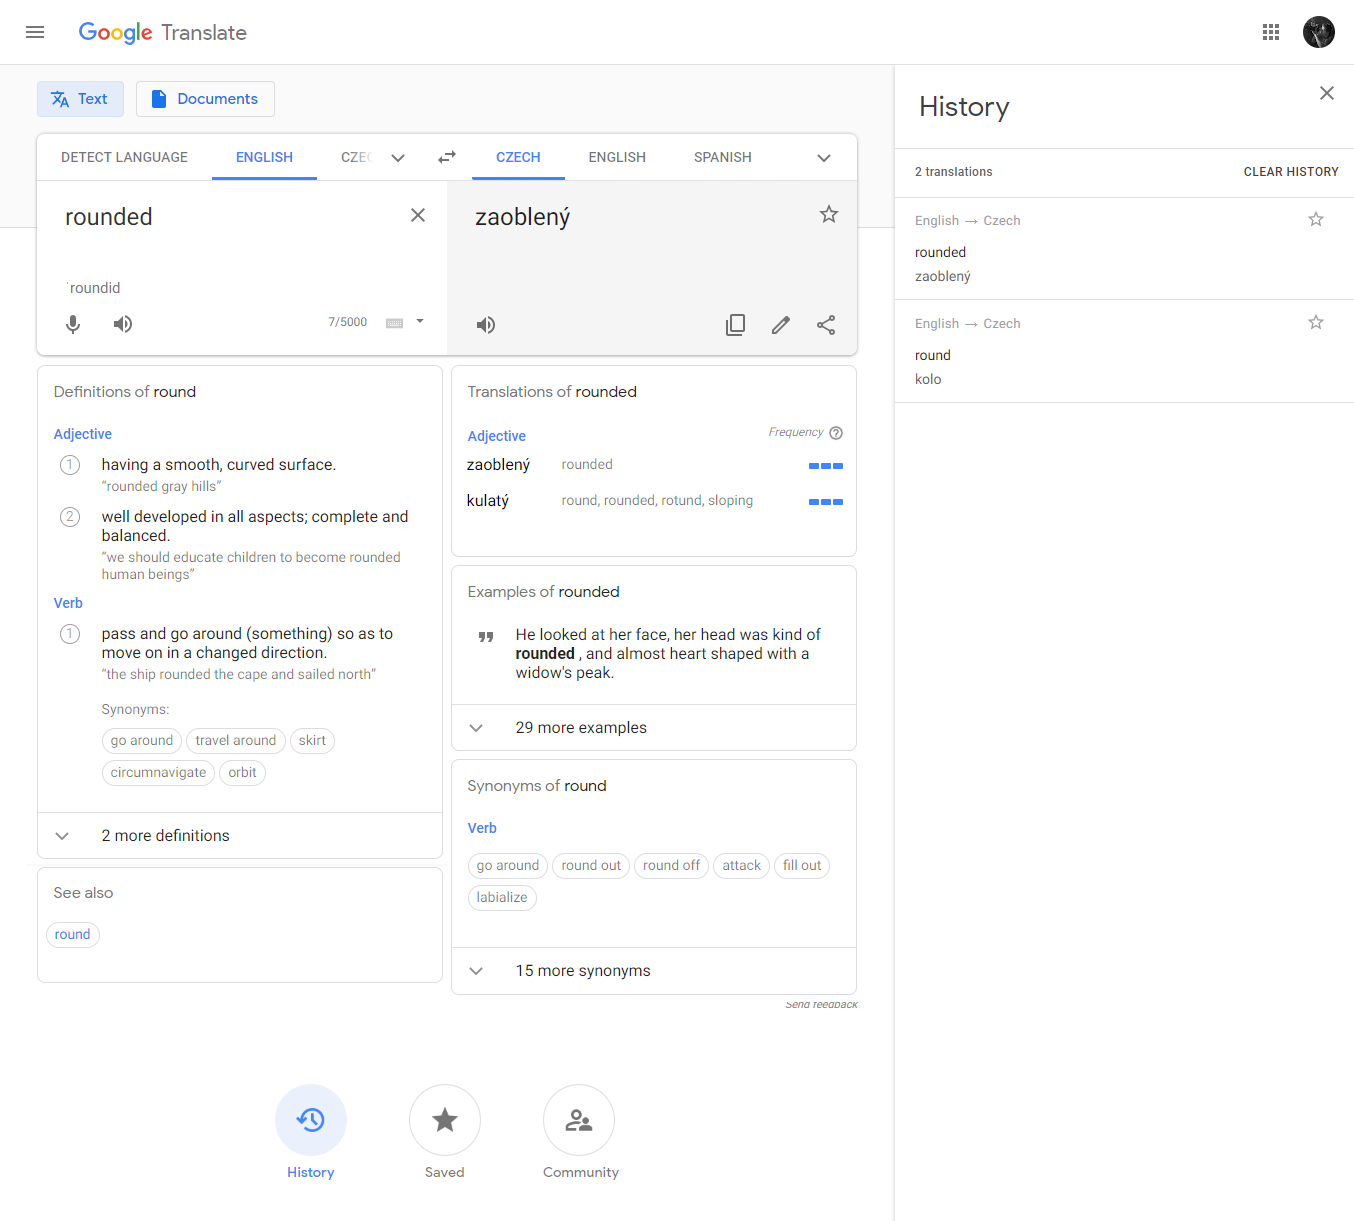 Google Translate
Text
Documents
DETECT LANGUAGE
ENGLISH
CZEC
CZECH
ENGLISH
SPANISH
rounded
ˈroundid
7/5000
zaoblený
Definitions of round
Adjective
1 having a smooth, curved surface.
“rounded gray hills”
2 well developed in all aspects; complete and
balanced.
“we should educate children to become rounded
human beings”
Verb
1 pass and go around (something) so as to
move on in a changed direction.
“the ship rounded the cape and sailed north”
Synonyms:
go around travel around skirt
circumnavigate orbit
2 more definitions
See also
round
Translations of rounded
Adjective Frequency
zaoblený rounded
kulatý round, rounded, rotund, sloping
Examples of rounded
He looked at her face, her head was kind of
rounded , and almost heart shaped with a
widow's peak.
29 more examples
Synonyms of round
Verb
go around round out round off attack fill out
labialize
15 more synonyms
Send feedback
History
Saved
Community
History
2 translations CLEAR HISTORY
English → Czech
rounded
zaoblený
English → Czech
round
kolo